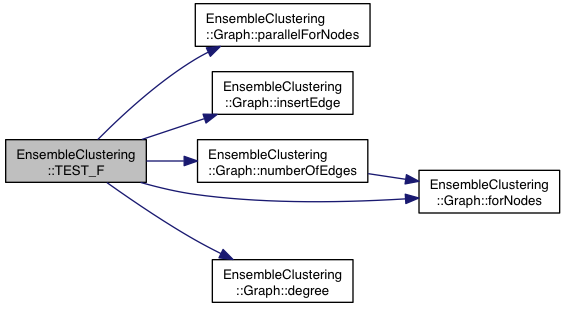 EnsembleClustering
::Graph::parallelForNodes
EnsembleClustering
::Graph::insertEdge
EnsembleClustering
::TEST_F
EnsembleClustering
::Graph::numberOfEdges
EnsembleClustering
::Graph::forNodes
EnsembleClustering
::Graph::degree